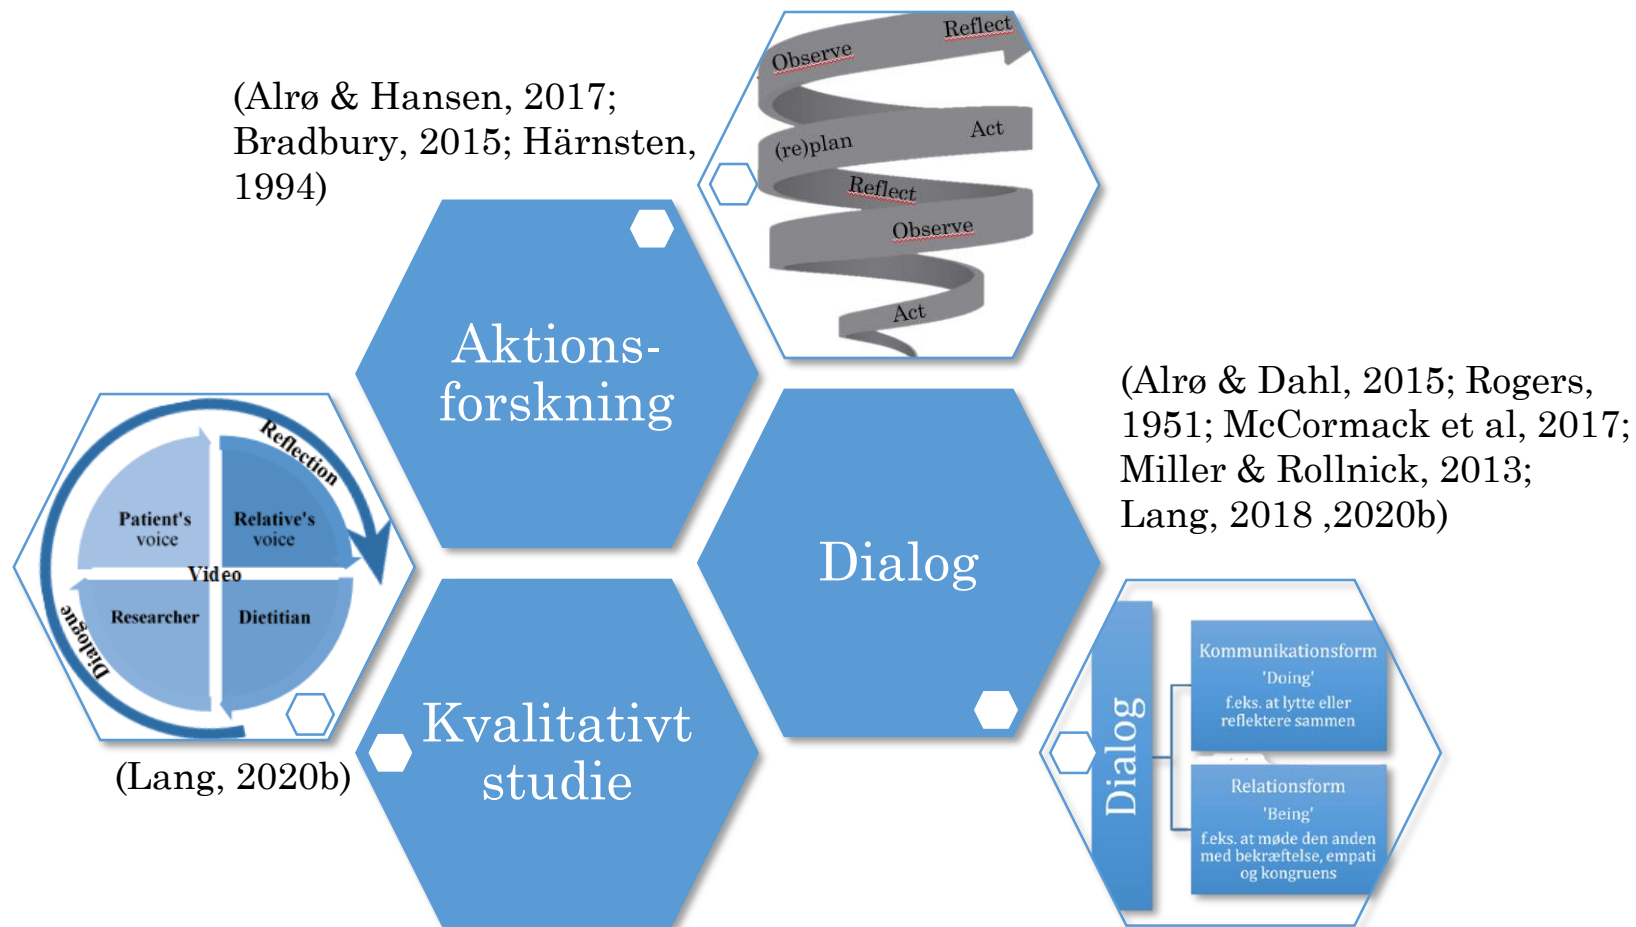 (Alrø & Hansen, 2017;
Bradbury, 2015; Härnsten,
1994)
Reflect
Observe
(re)plan
Act
Reflect
Observe
Act
Aktions-
forskning
(Alrø & Dahl, 2015; Rogers,
1951; McCormack et al, 2017;
Miller & Rollnick, 2013;
Lang, 2018 ,2020b)
Reflection
Patient's
voice
Relative's
voice
Video
Researcher
Dietitian
Dialogue
(Lang, 2020b)
Dialog
Kvalitativt
studie
Dialog
Kommunikationsform
'Doing'
f.eks. at lytte eller
reflektere sammen
Relationsform
'Being'
f.eks. at møde den anden
med bekræftelse, empati
og kongruens